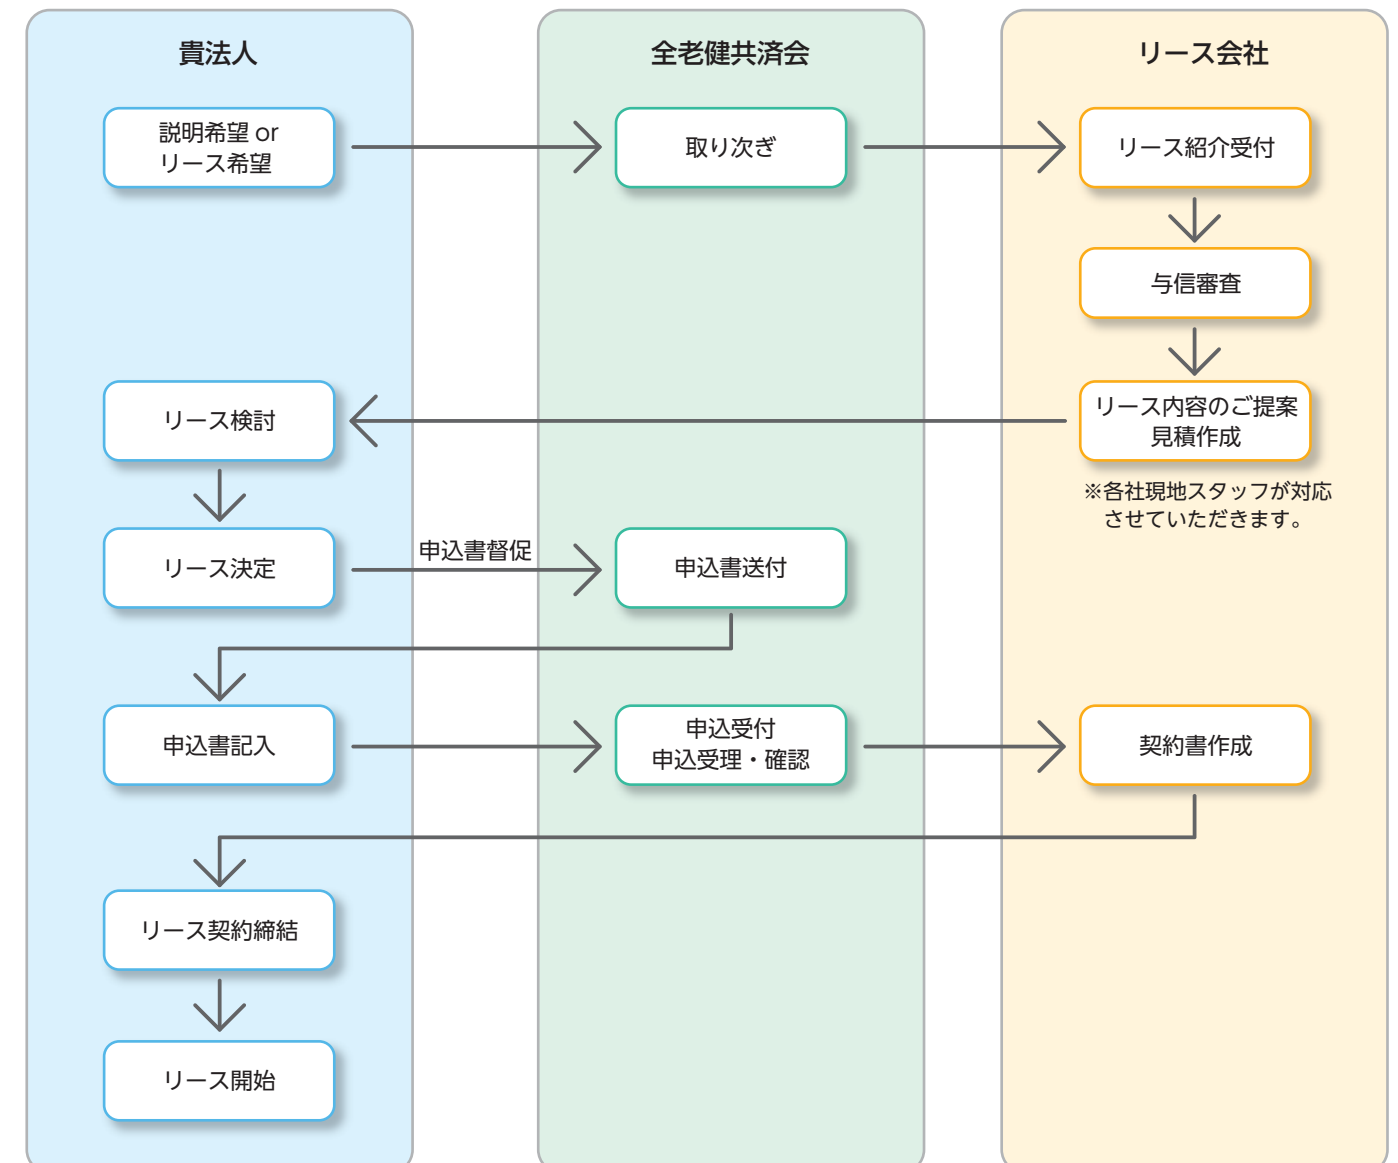 貴法人
全老健共済会
リース会社
説明希望 or
リース希望
取り次ぎ
リース紹介受付
与信審査
リース検討
リース内容のご提案
見積作成
※各社現地スタッフが対応
させていただきます。
リース決定
申込書督促
申込書送付
申込書記入
申込受付
申込受理・確認
契約書作成
リース契約締結
リース開始